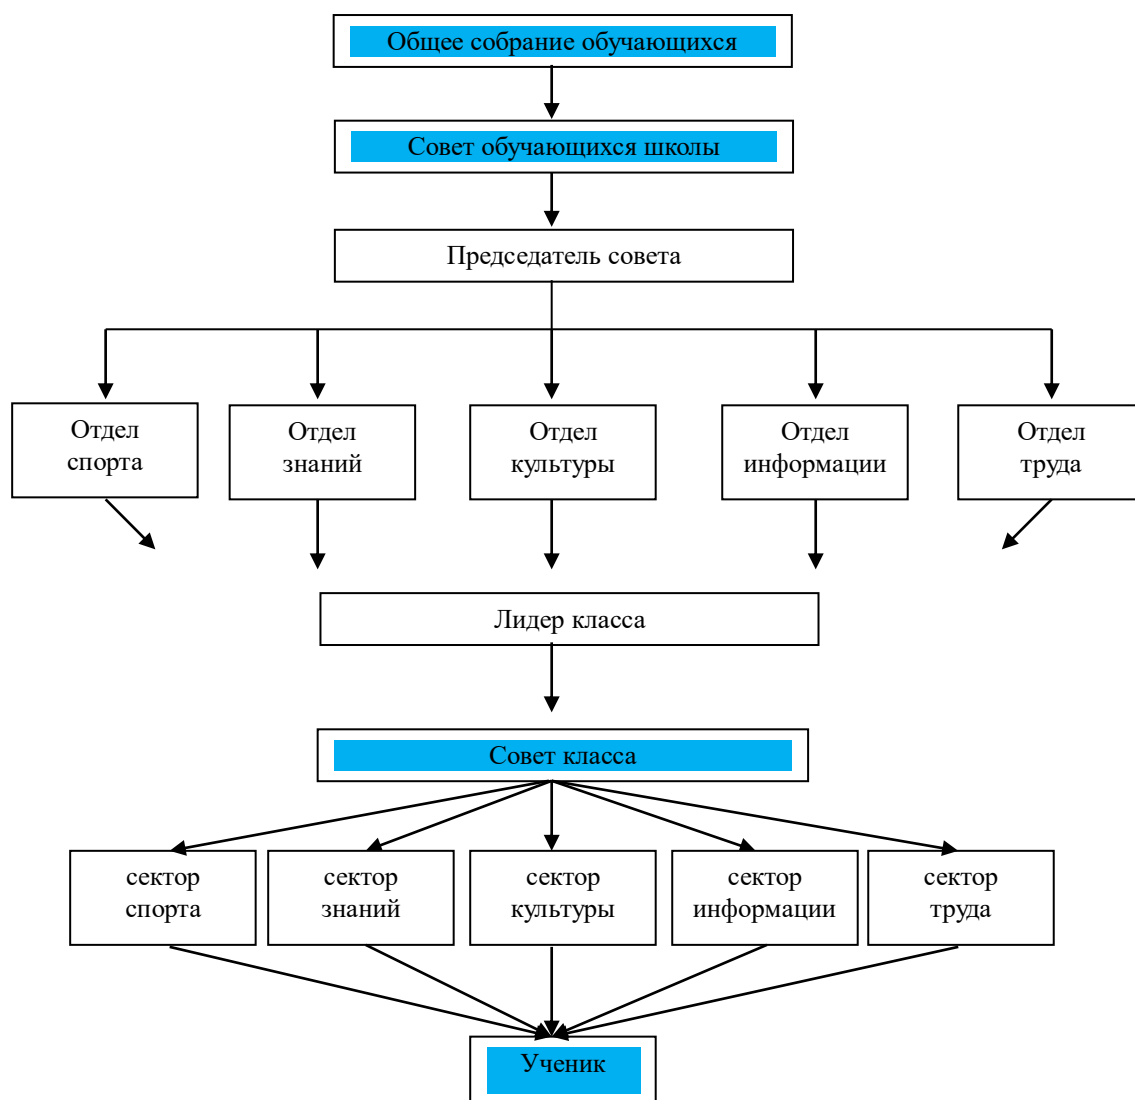 Общее собрание обучающихся
Совет обучающихся школы
Председатель совета
Отдел
спорта
Отдел
знаний
Отдел
культуры
Отдел
информации
Отдел
труда
Лидер класса
Совет класса
сектор
спорта
сектор
знаний
сектор
культуры
сектор
информации
сектор
труда
Ученик